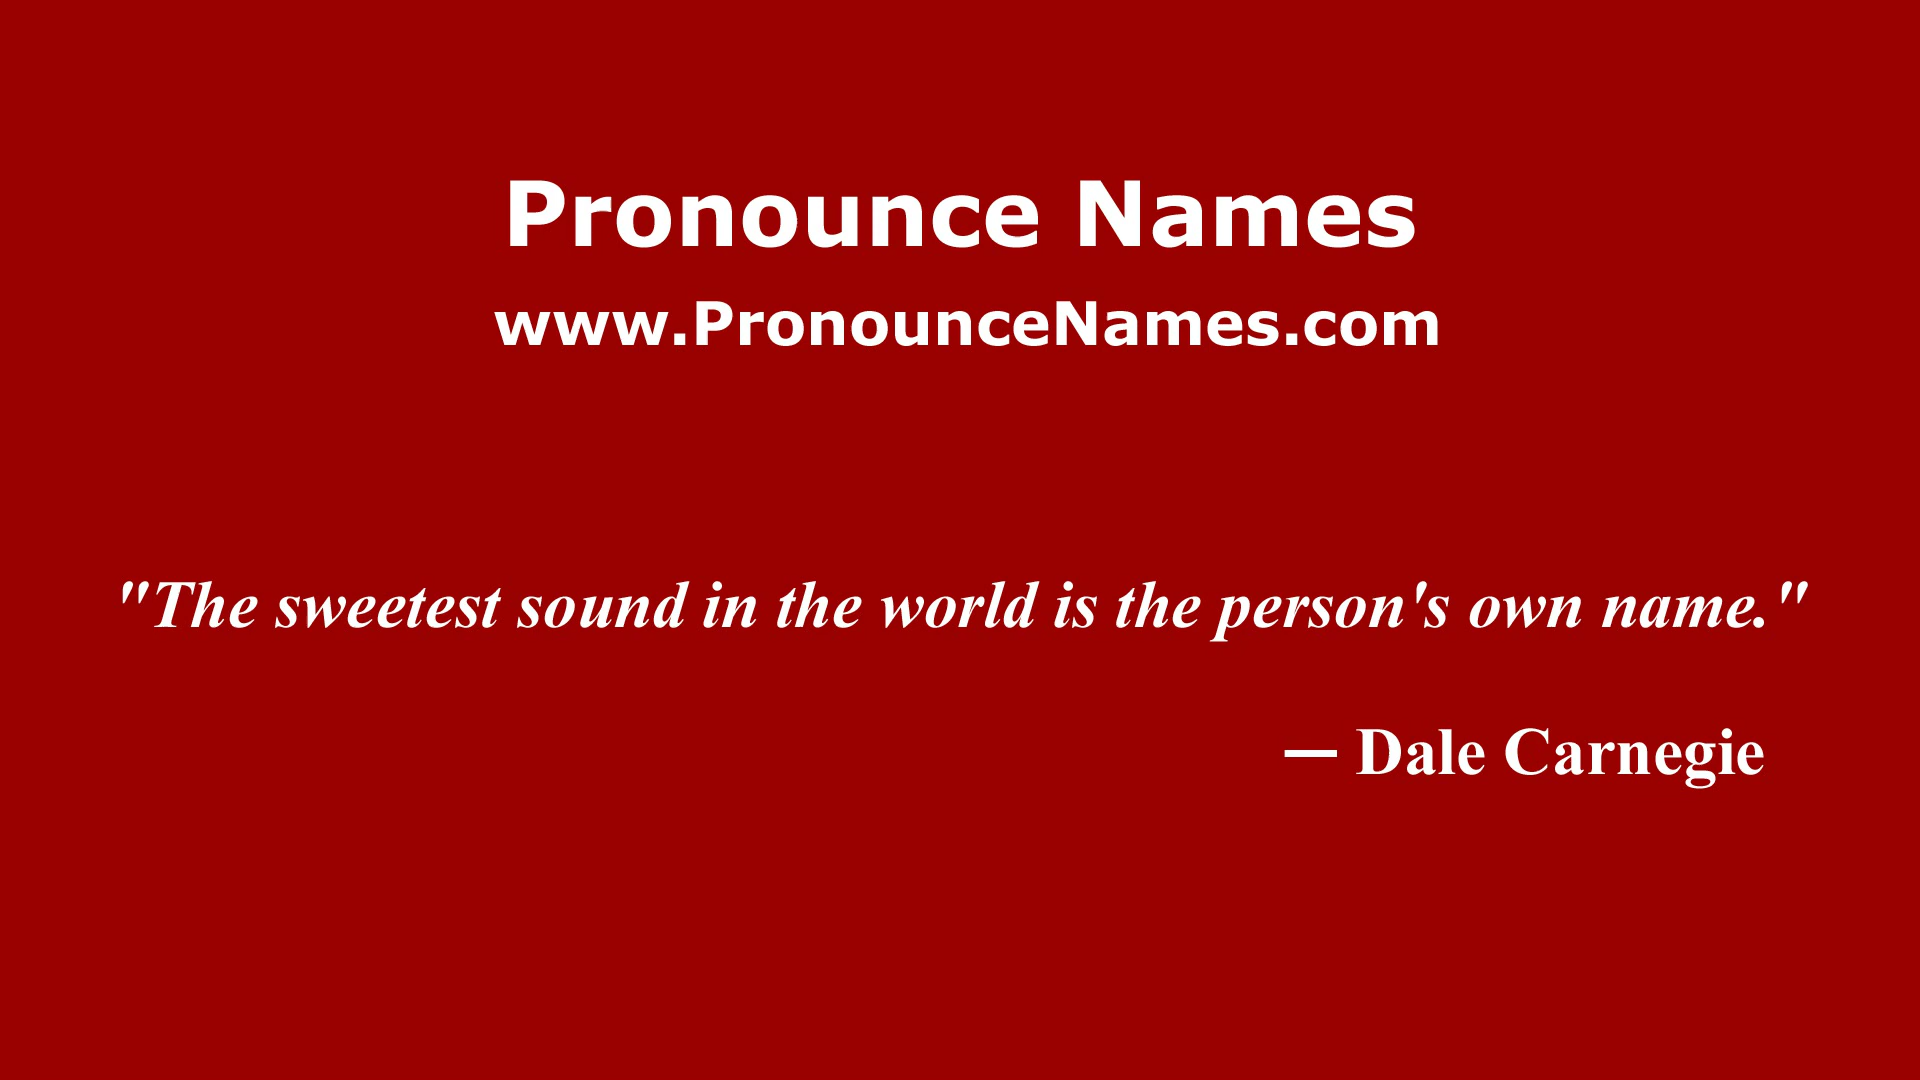 Pronounce Names
www.PronounceNames.com
"The sweetest sound in the world is the person's own name."
— Dale Carnegie